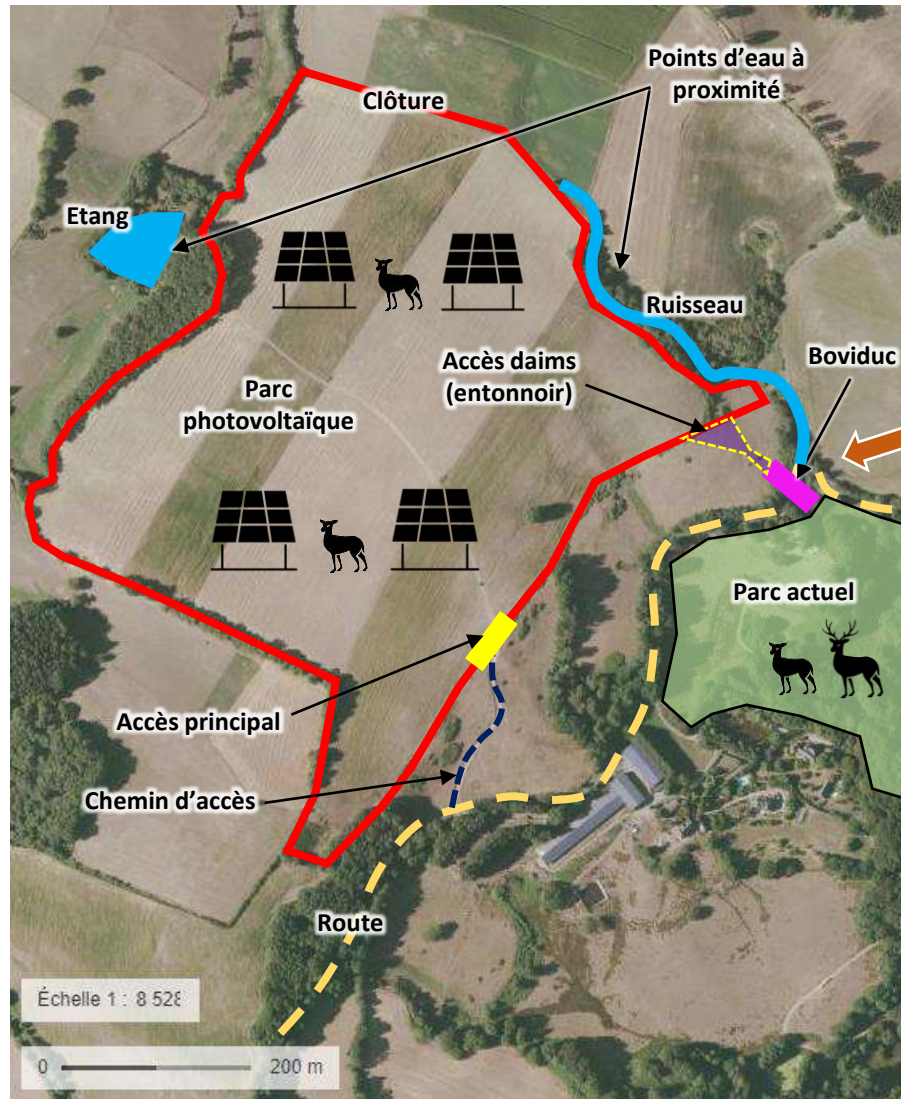 Points d'eau à
proximité
Clôture
Etang
Ruisseau
Accès daims
(entonnoir)
Boviduc
Parc
photovoltaïque
Parc actuel
Accès principal
Chemin d'accès
Route
Échelle 1 : 8 528
0
200 m